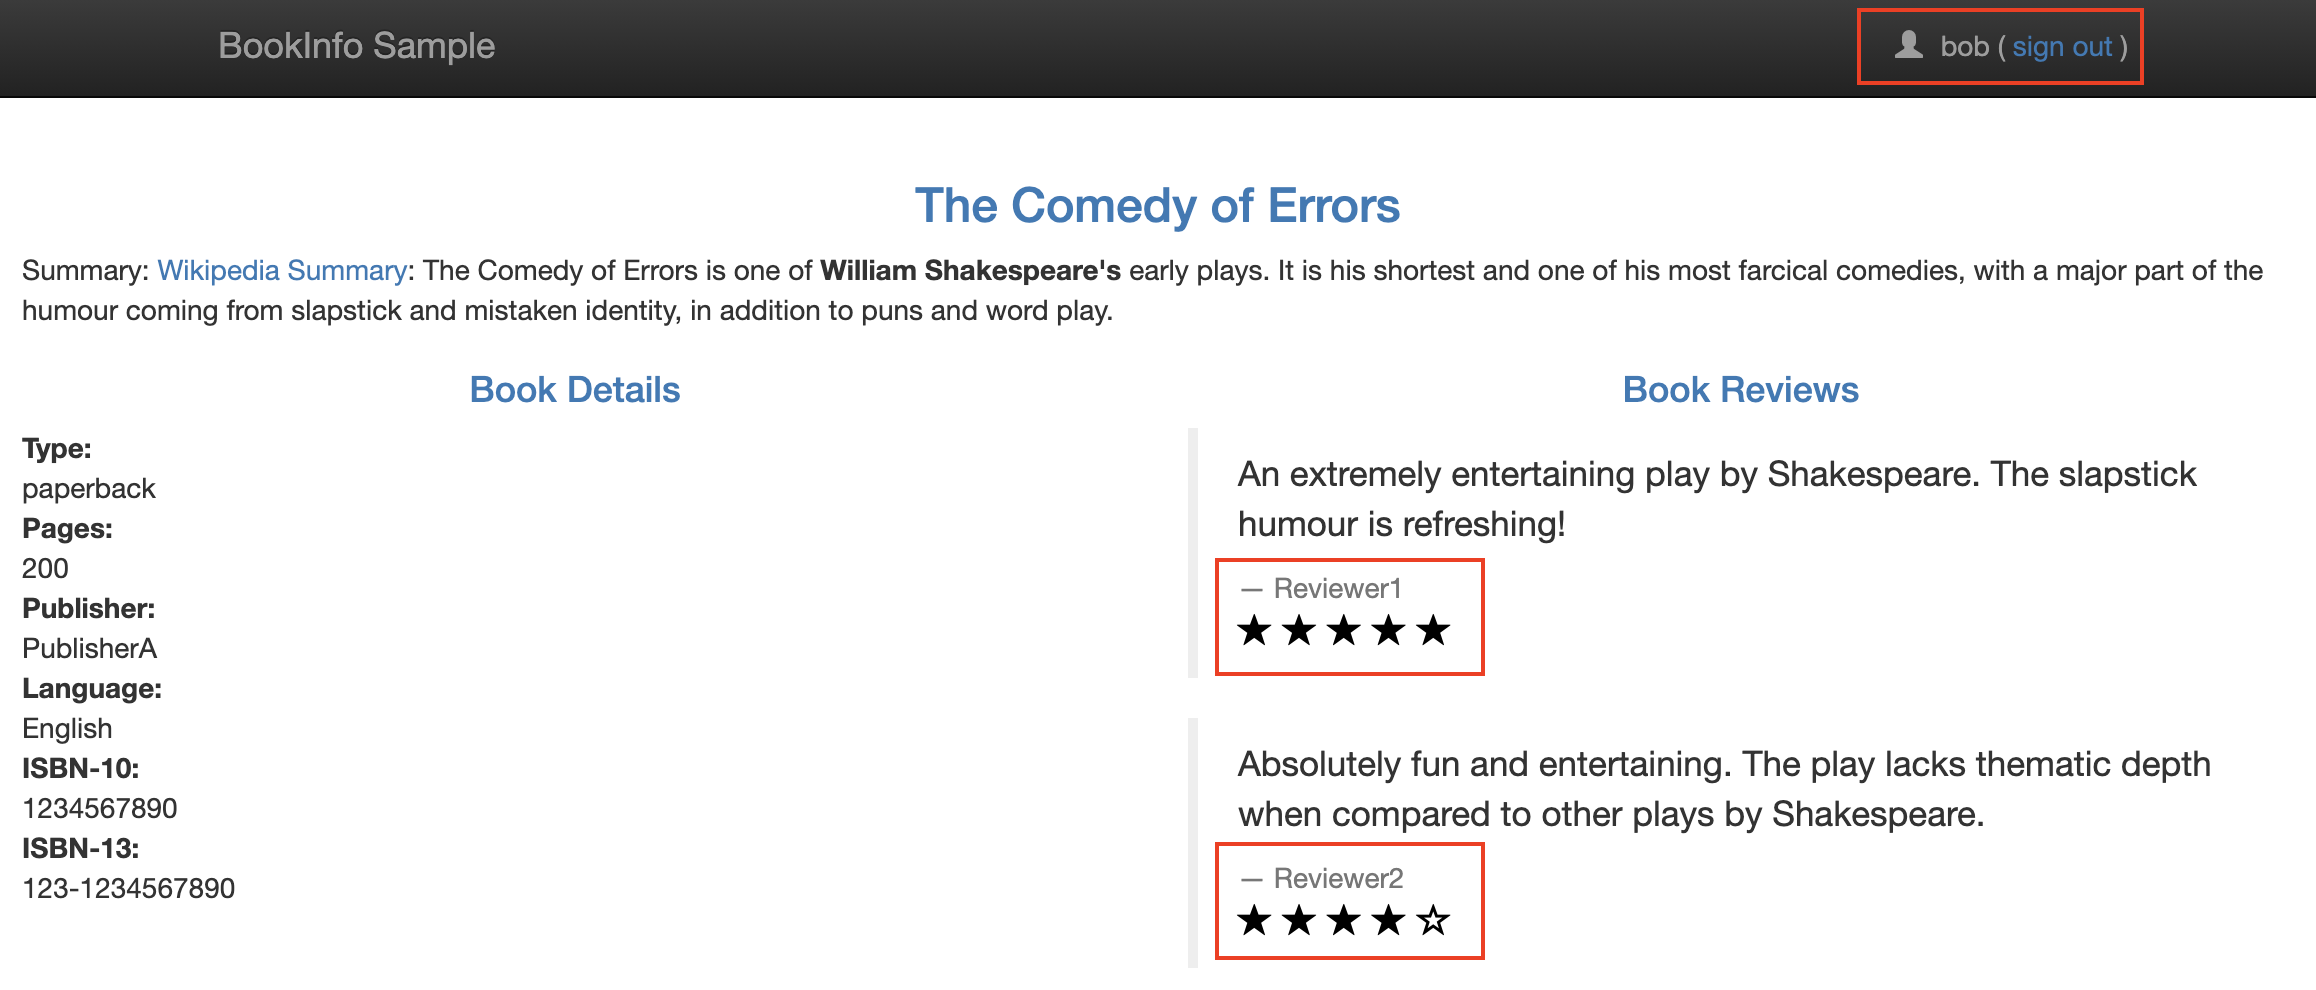 BookInfo Sample
bob ( sign out )
The Comedy of Errors
Summary: Wikipedia Summary: The Comedy of Errors is one of William Shakespeare's early plays. It is his shortest and one of his most farcical comedies, with a major part of the
humour coming from slapstick and mistaken identity, in addition to puns and word play.
Book Details
Type:
paperback
Pages:
200
Publisher:
PublisherA
Language:
English
ISBN-10:
1234567890
ISBN-13:
123-1234567890
Book Reviews
An extremely entertaining play by Shakespeare. The slapstick
humour is refreshing!
— Reviewer1
★★★★★
Absolutely fun and entertaining. The play lacks thematic depth
when compared to other plays by Shakespeare.
— Reviewer2
★★★★☆